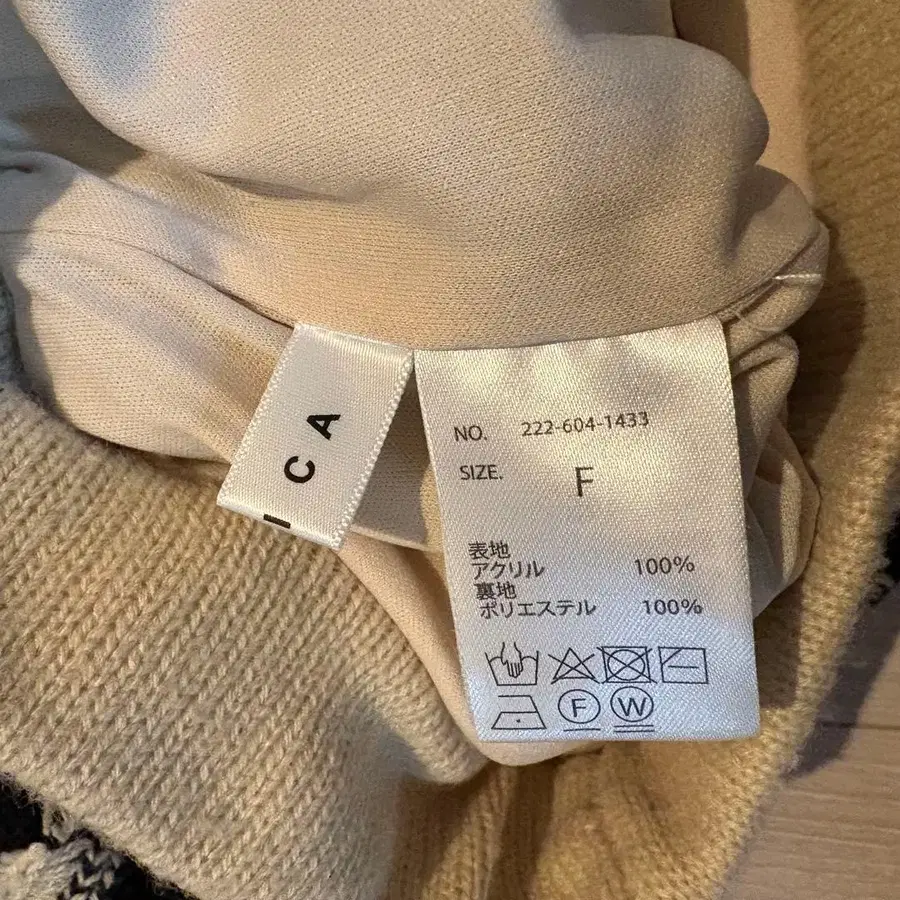 CA
NO. 222-604-1433
SIZE. F
表地
アクリル 100%
裏地
ポリエステル 100%
F W